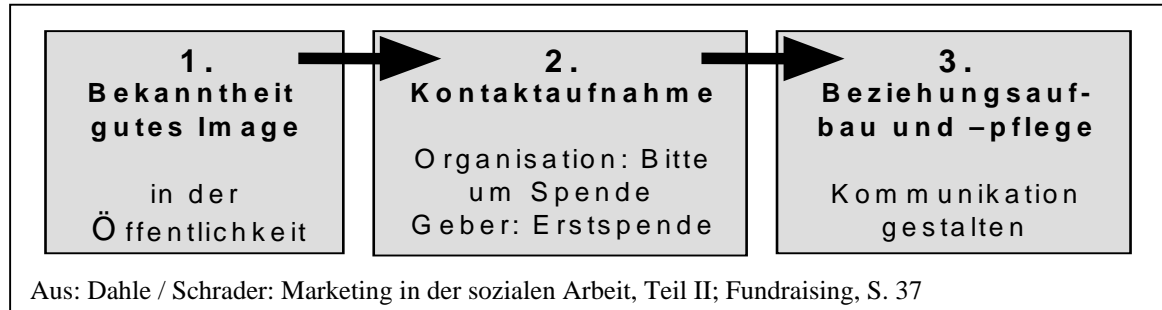 1.
Bekanntheit
gutes Image
in der
Öffentlichkeit
2.
Kontaktaufnahme
Organisation: Bitte
um Spende
Geber: Erstspende
3.
Beziehungsauf-
bau und –pflege
Kommunikation
gestalten
Aus: Dahle / Schrader: Marketing in der sozialen Arbeit, Teil II; Fundraising, S. 37